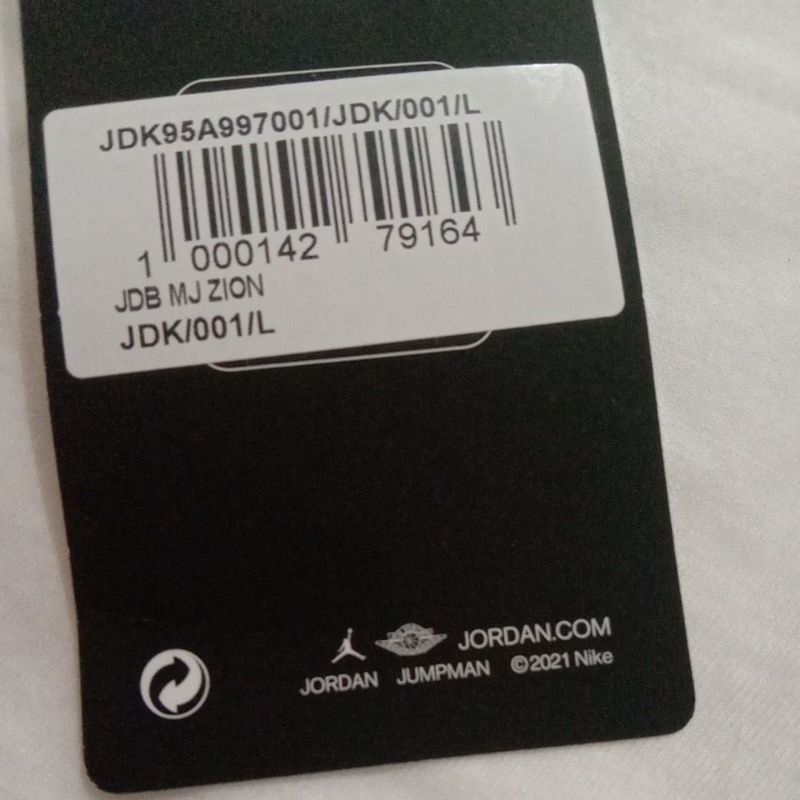 JDK95A997001/JDK/001/L
1 000142 79164
JDB MJ ZION
JDK/001/L
JORDAN.COM
JORDAN JUMPMAN ©2021 Nike